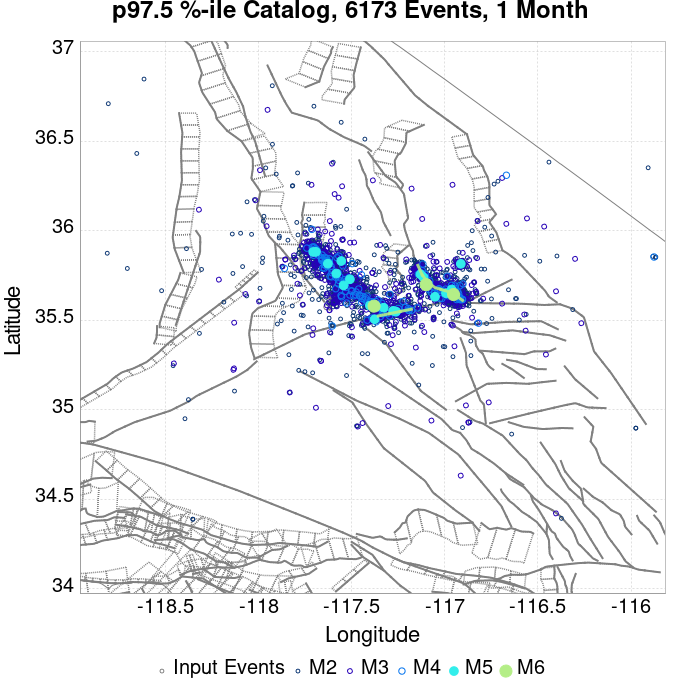 p97.5 %-ile Catalog, 6173 Events, 1 Month
37
36.5
36
35.5
35
34.5
34
Latitude
-118.5 -118 -117.5 -117 -116.5 -116
Longitude
Input Events M2 M3 M4 M5 M6